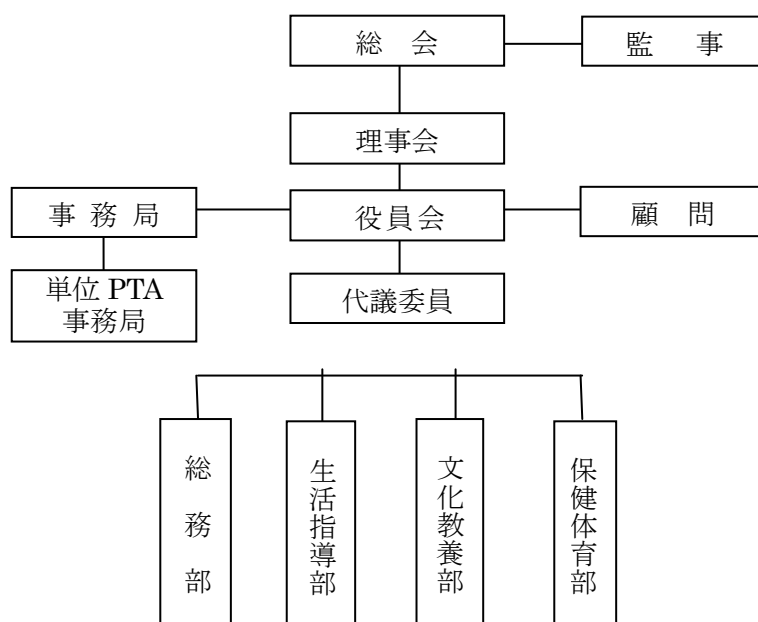 総　会
監　事
理事会
事 務 局
役員会
顧　問
単位 PTA
事務局
代議委員
総務部
生活指導部
文化教養部
保健体育部